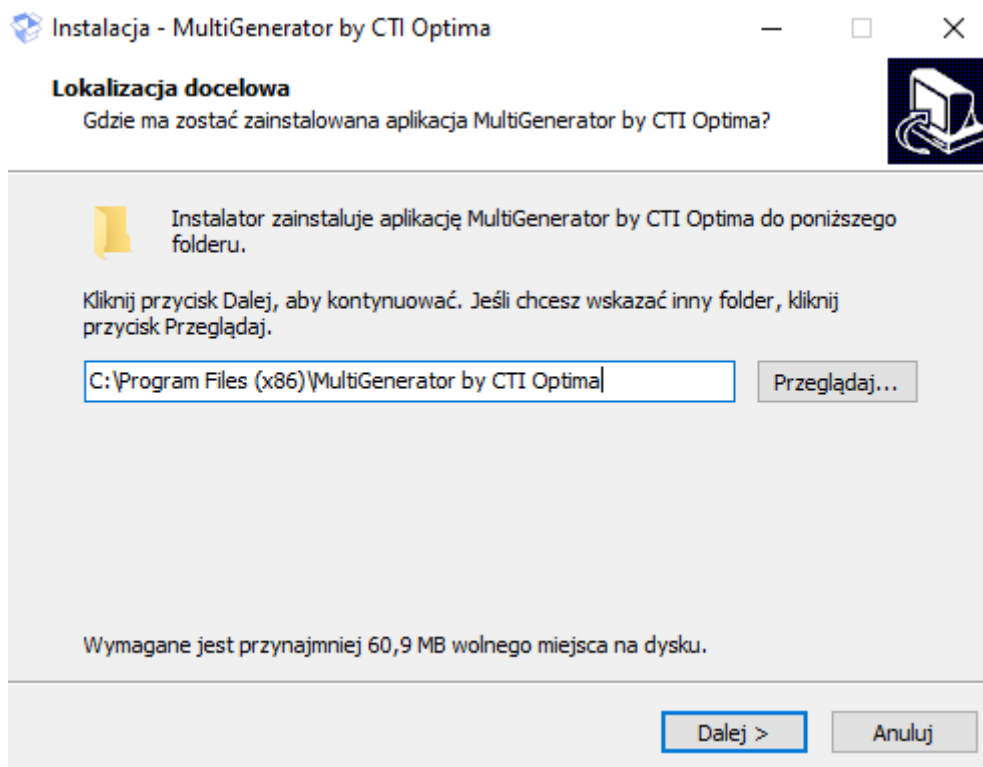 Instalacja - MultiGenerator by CTI Optima
Lokalizacja docelowa
Gdzie ma zostać zainstalowana aplikacja MultiGenerator by CTI Optima?
Instalator zainstaluje aplikację MultiGenerator by CTI Optima do poniższego
folderu.
Kliknij przycisk Dalej, aby kontynuować. Jeśli chcesz wskazać inny folder, kliknij
przycisk Przeglądaj.
C:\Program Files (x86)\MultiGenerator by CTI Optima
Przeglądaj...
Wymagane jest przynajmniej 60,9 MB wolnego miejsca na dysku.
Dalej >
Anuluj